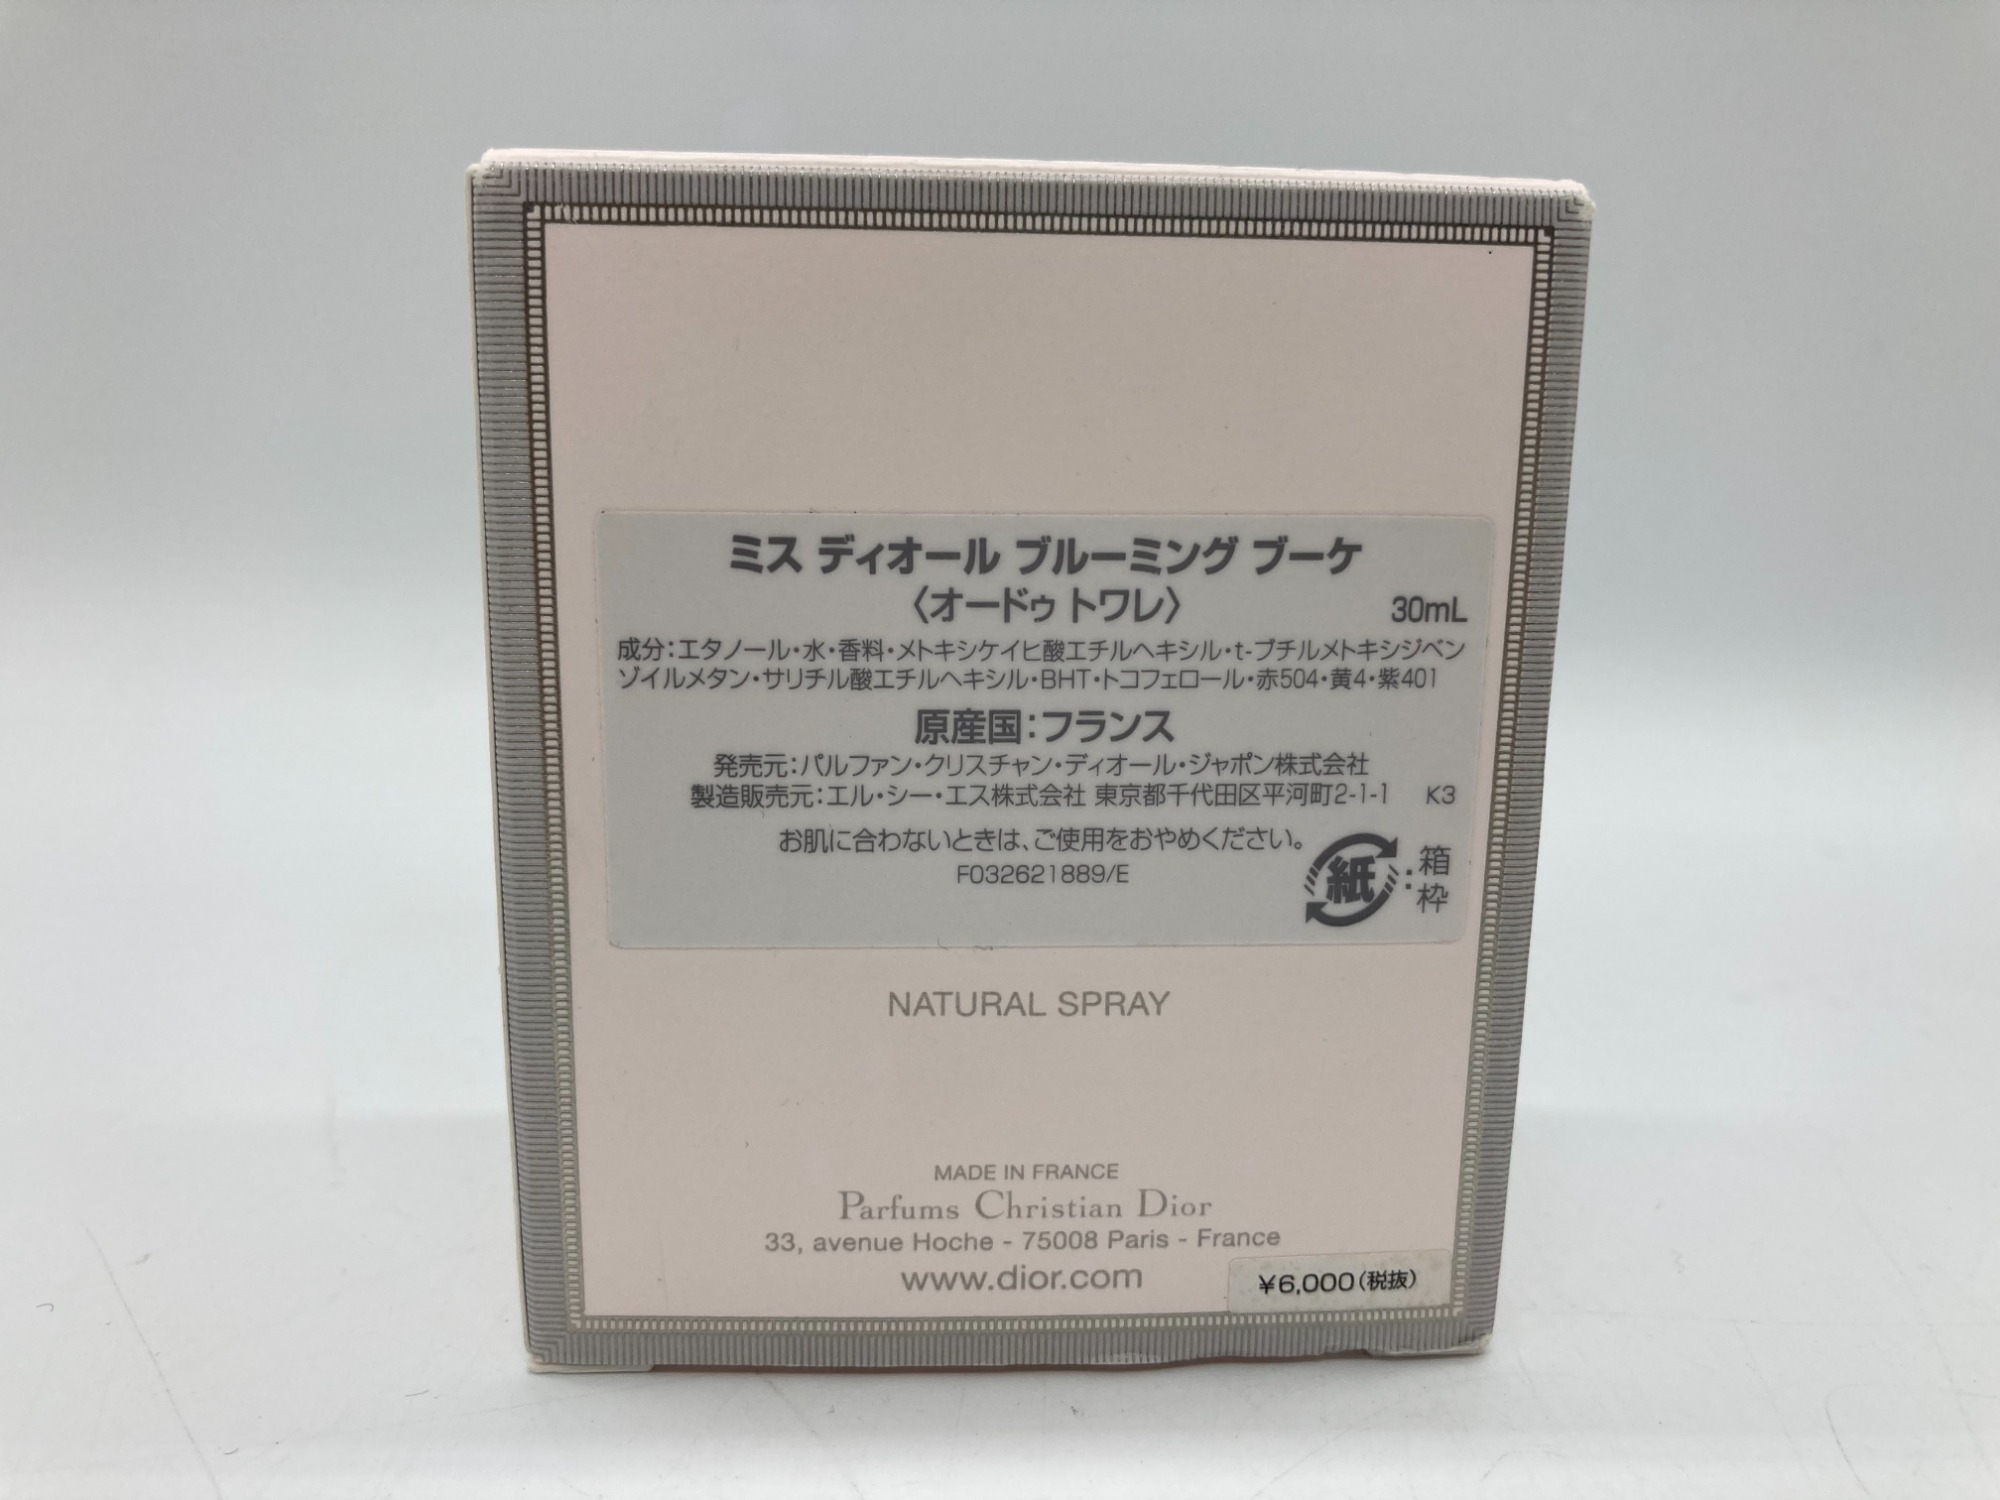 ミス ディオール ブルーミング ブーケ
〈オードゥ トワレ〉 30mL
成分：エタノール・水・香料・メトキシケイヒ酸エチルヘキシル・t-ブチルメトキシジベン
ゾイルメタン・サリチル酸エチルヘキシル・BHT・トコフェロール・赤504・黄4・紫401
原産国：フランス
発売元：パルファン・クリスチャン・ディオール・ジャポン株式会社
製造販売元：エル・シー・エス株式会社 東京都千代田区平河町2-1-1 K3
お肌に合わないときは、ご使用をおやめください。
F032621889/E
紙：箱
枠
NATURAL SPRAY
MADE IN FRANCE
Parfums Christian Dior
33, avenue Hoche - 75008 Paris - France
www.dior.com
¥6,000（税抜）